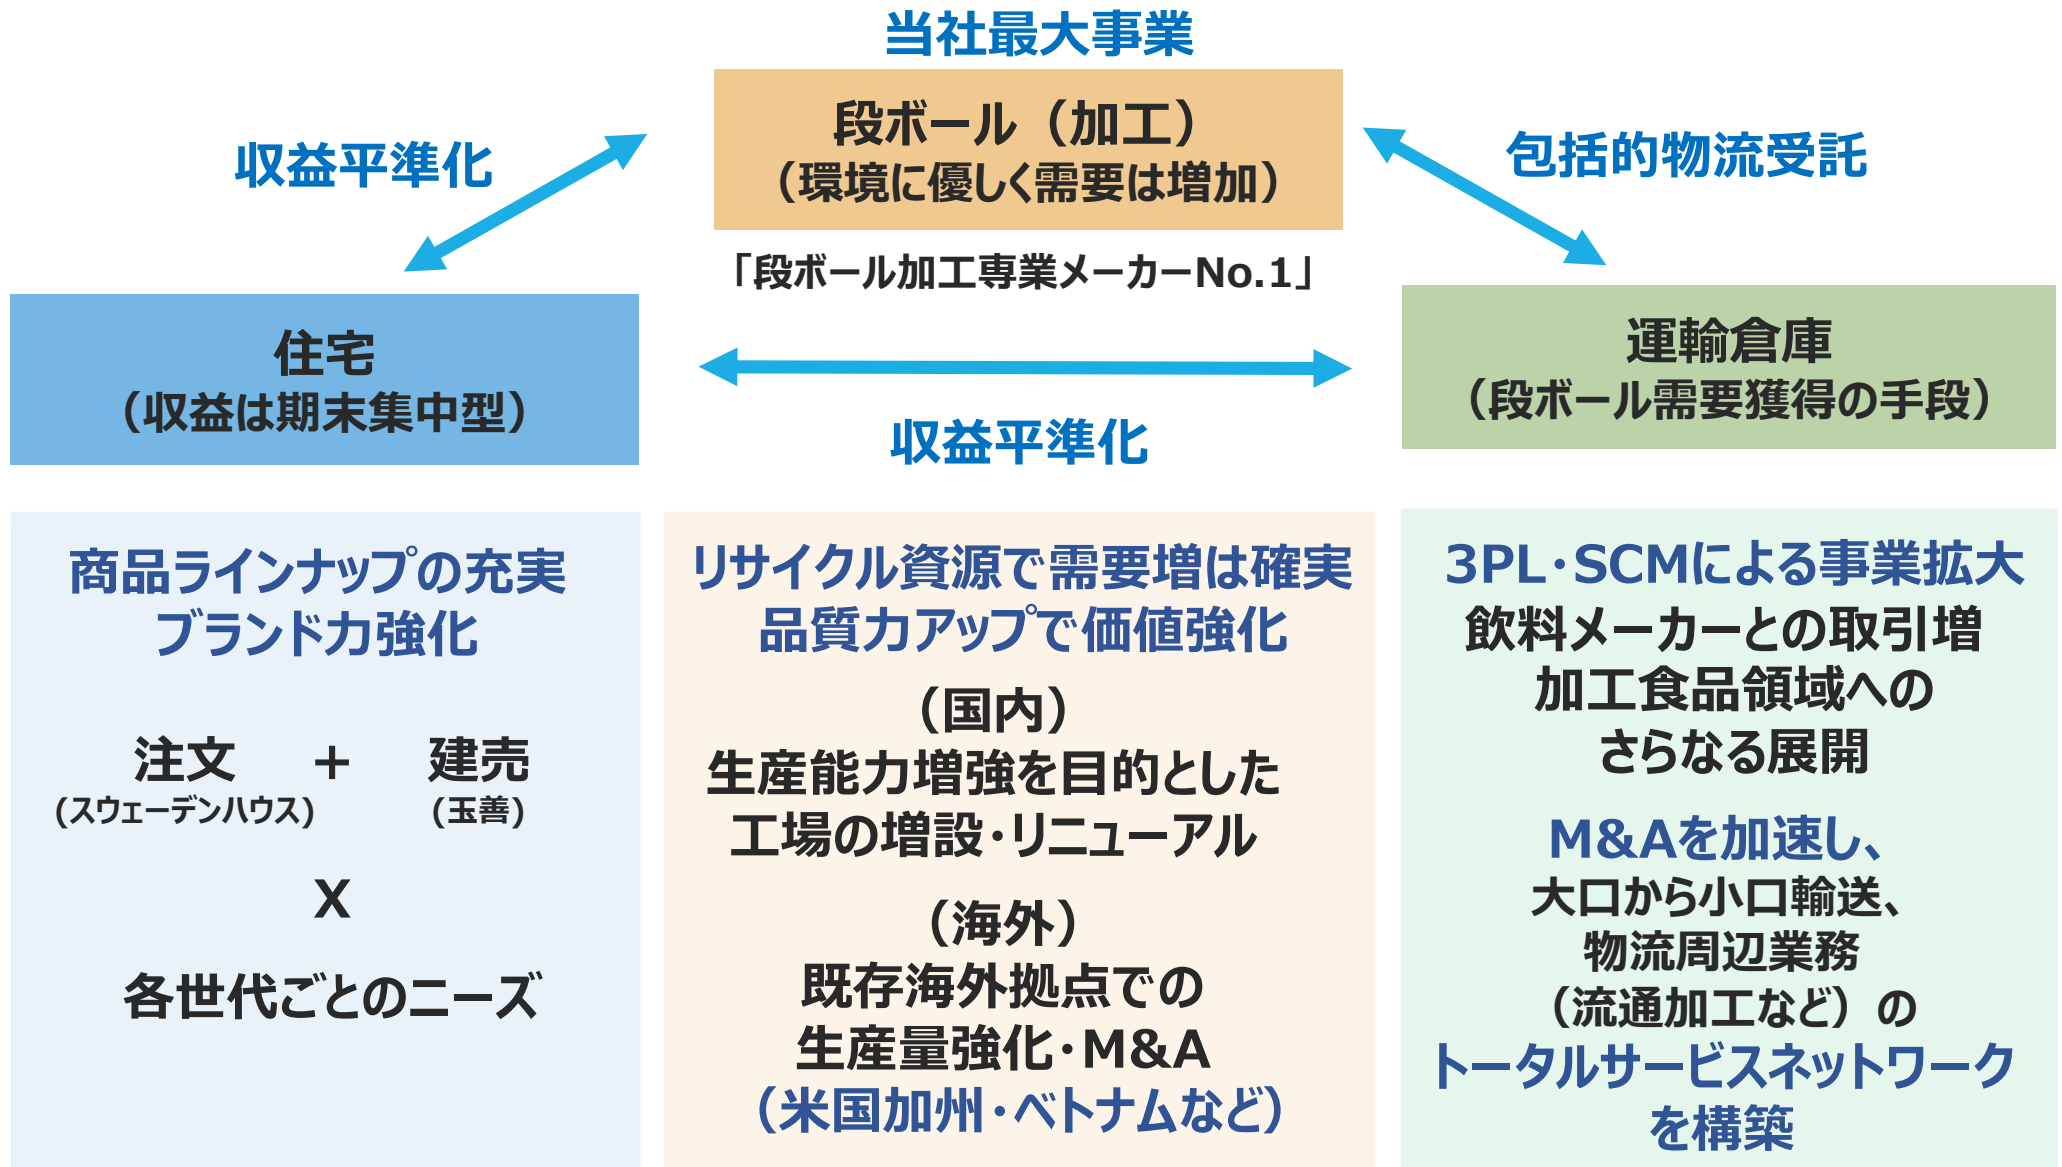 当社最大事業
段ボール（加工）
（環境に優しく需要は増加）
「段ボール加工専業メーカーNo.1」
収益平準化
包括的物流受託
住宅
（収益は期末集中型）
運輸倉庫
（段ボール需要獲得の手段）
収益平準化
商品ラインナップの充実
ブランド力強化
注文 + 建売
(スウェーデンハウス) (玉善)
X
各世代ごとのニーズ
リサイクル資源で需要増は確実
品質力アップで価値強化
（国内）
生産能力増強を目的とした
工場の増設・リニューアル
（海外）
既存海外拠点での
生産量強化・M&A
（米国加州・ベトナムなど）
3PL・SCMによる事業拡大
飲料メーカーとの取引増
加工食品領域への
さらなる展開
M&Aを加速し、
大口から小口輸送、
物流周辺業務
（流通加工など）の
トータルサービスネットワーク
を構築